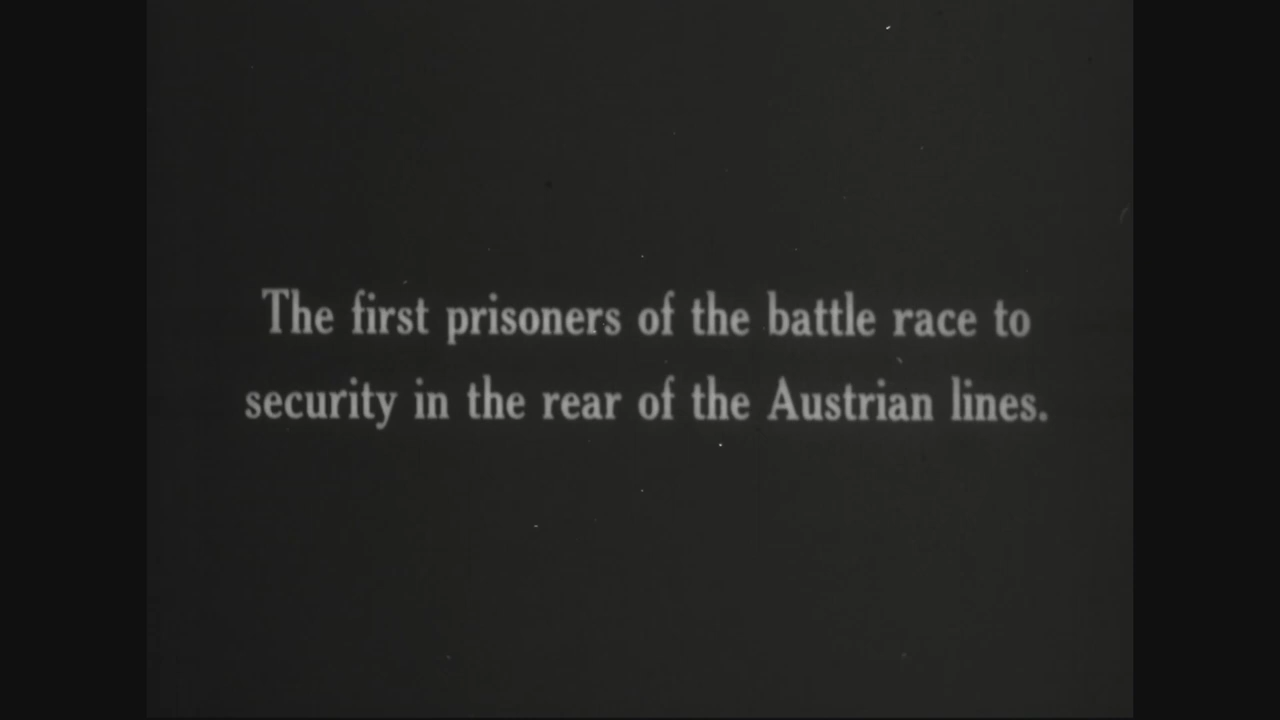 The first prisoners of the battle race to
security in the rear of the Austrian lines.